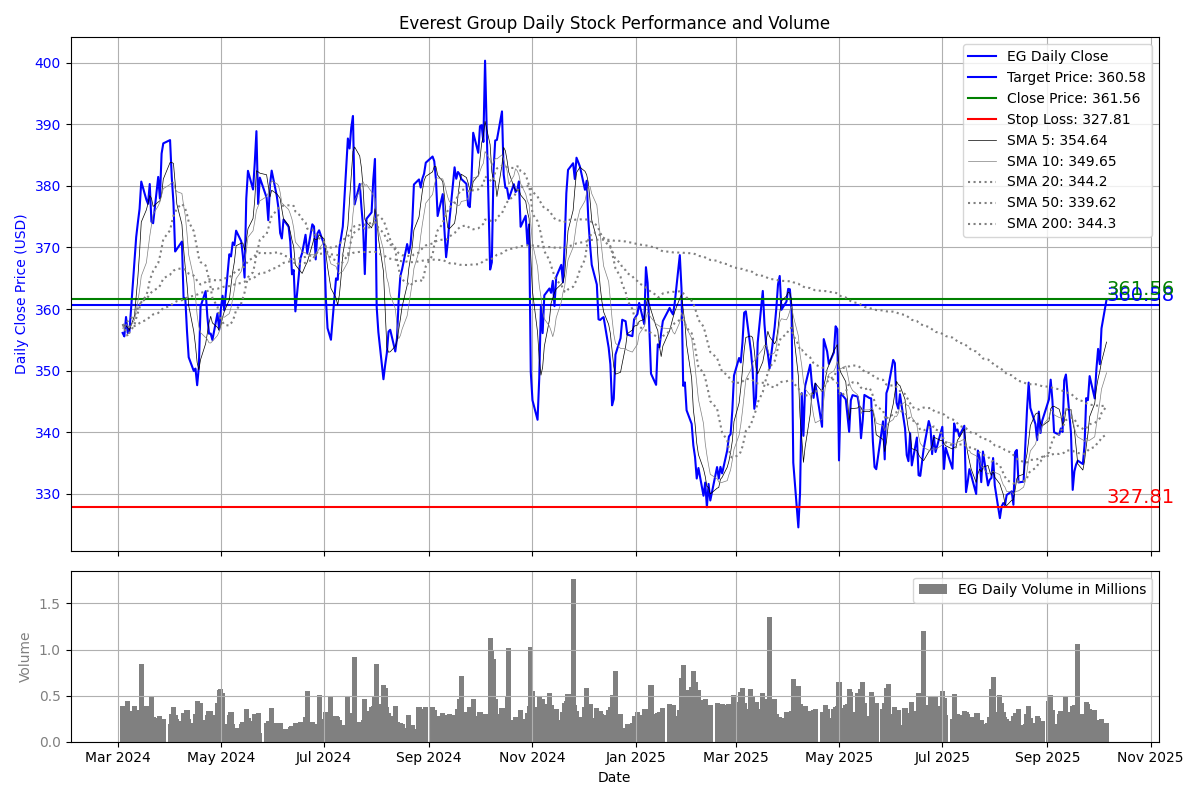 Everest Group Daily Stock Performance and Volume
Daily Close Price (USD)
400
390
380
370
360
350
340
330
EG Daily Close
Target Price: 360.58
Close Price: 361.56
Stop Loss: 327.81
SMA 5: 354.64
SMA 10: 349.65
SMA 20: 344.2
SMA 50: 339.62
SMA 200: 344.3
361.56
360.58
327.81
Volume
1.5
1.0
0.5
0.0
EG Daily Volume in Millions
Mar 2024 May 2024 Jul 2024 Sep 2024 Nov 2024 Jan 2025 Mar 2025 May 2025 Jul 2025 Sep 2025 Nov 2025
Date